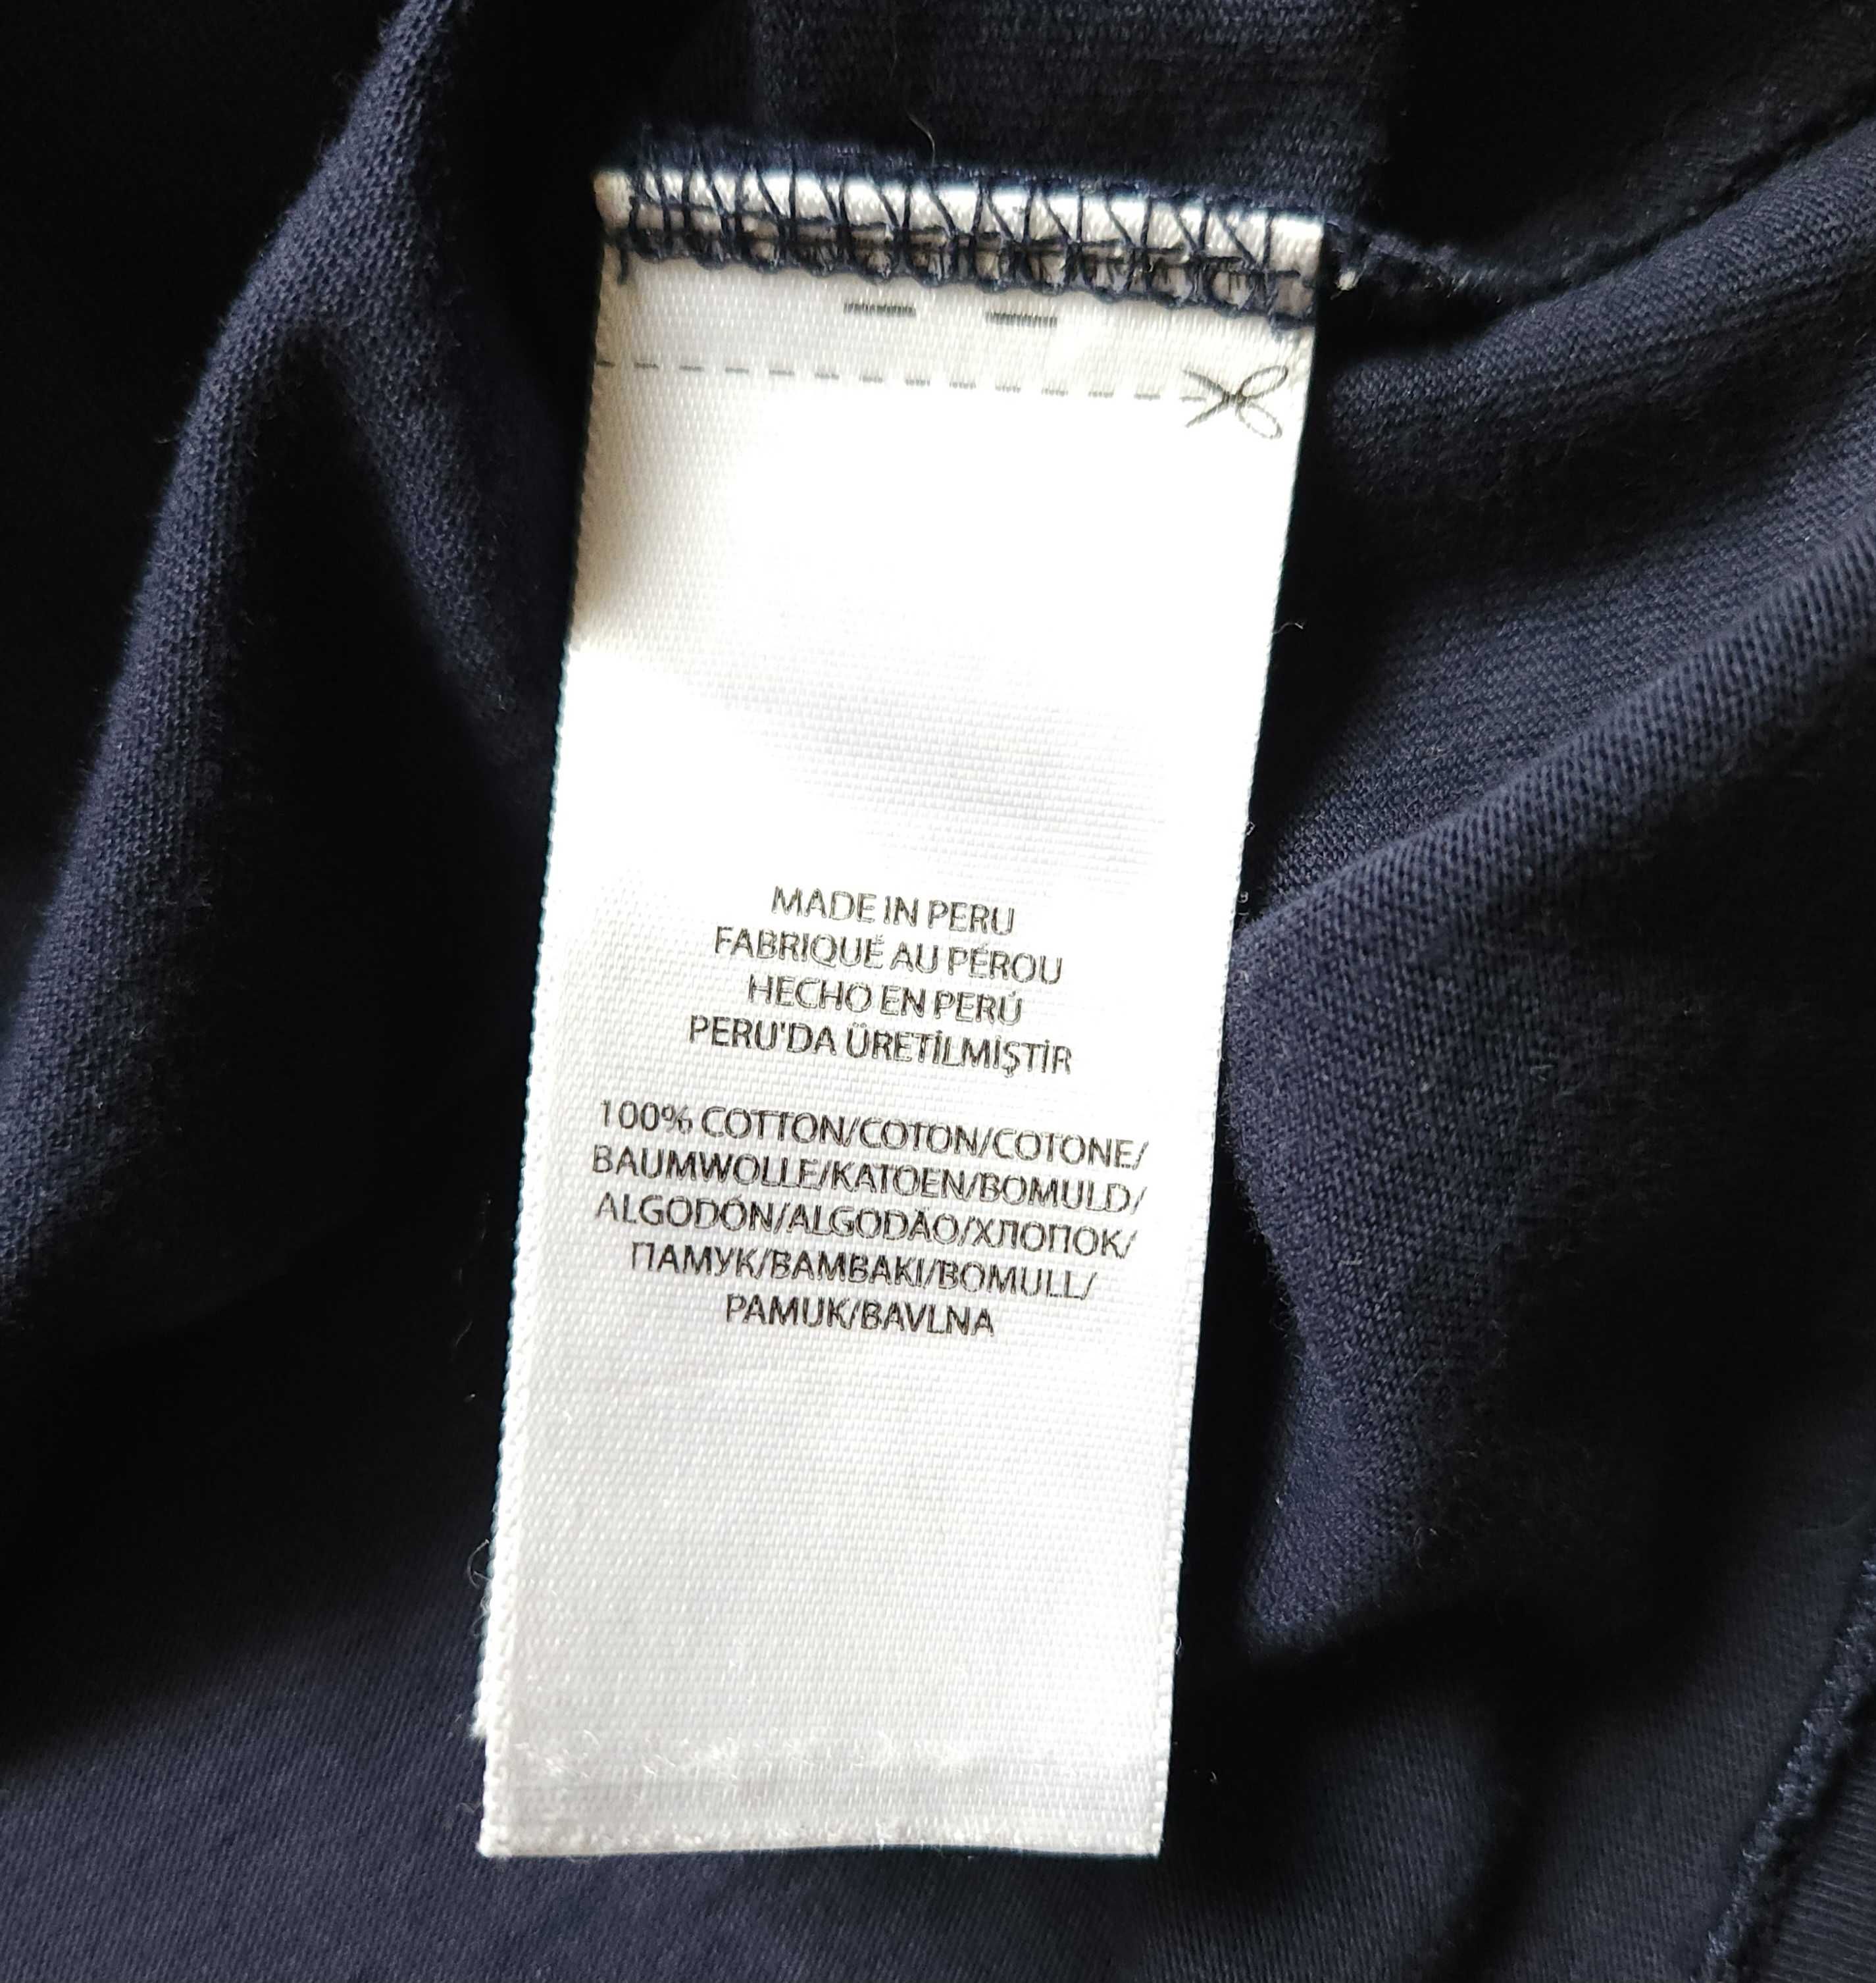 MADE IN PERU
FABRIQUÉ AU PÉROU
HECHO EN PERÚ
PERU'DA ÜRETİLMİŞTİR
100% COTTON/COTON/COTONE/
BAUMWOLLE/KATOEN/BOMULD/
ALGODÓN/ALGODÃO/ХЛОПОК/
ПАМУК/BAMBAKI/BOMULL/
PAMUK/BAVLNA